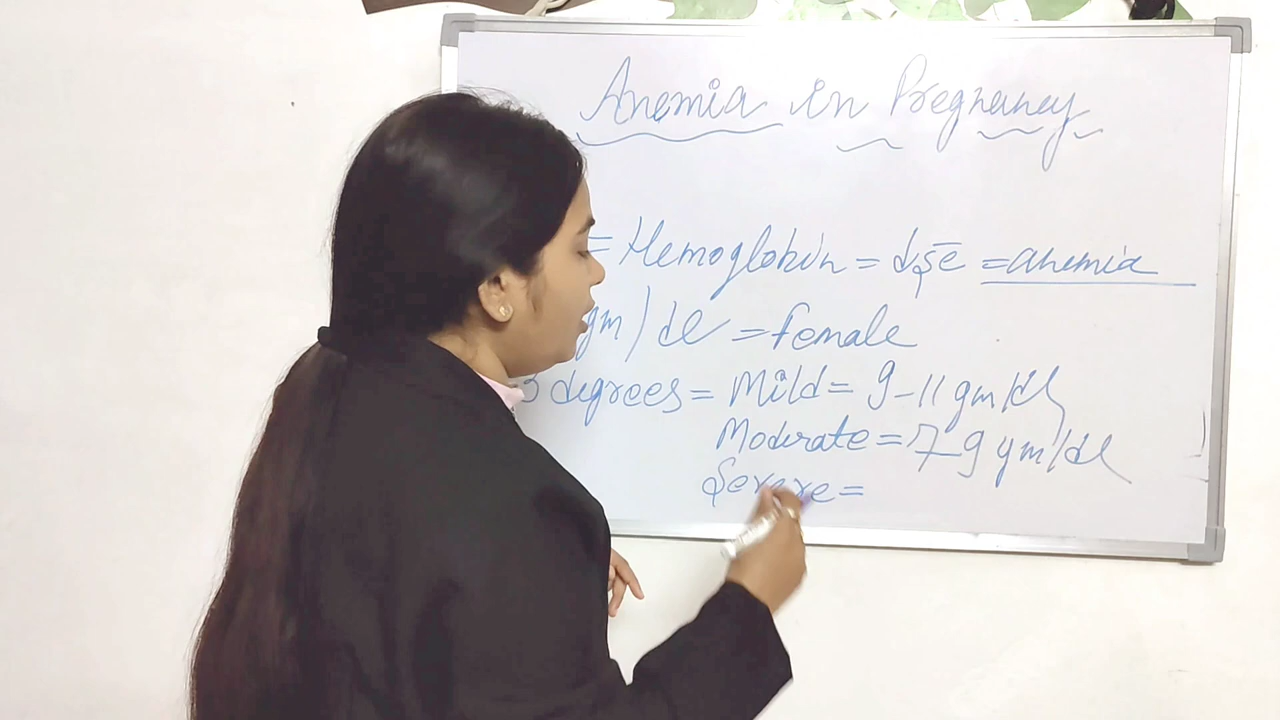 Anemia in Pregnancy
= Hemoglobin = = anemia
gm/dl = female
3 degrees = Mild = 9-11 gm/dl
Moderate = 7-9 gm/dl
Severe =